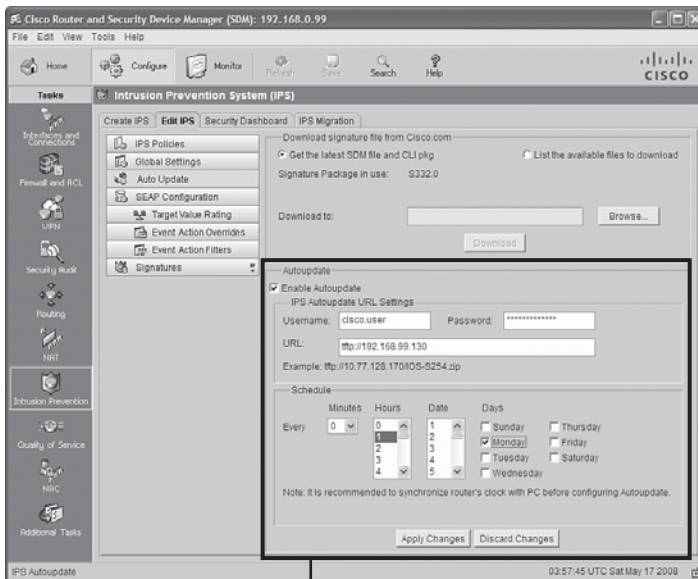 Cisco Router and Security Device Manager (SDM): 192.168.0.99
File Edit View Tools Help
Home Configure Monitor Refresh Save Search Help
CISCO
Tasks
Intrusion Prevention System (IPS)
Interfaces and Connections
Firewall and ACL
VPN
Security Audit
Routing
NAT
Intrusion Prevention
Quality of Service
NAC
Additional Tasks
Create IPS Edit IPS Security Dashboard IPS Migration
IPS Policies
Global Settings
Auto Update
SEAP Configuration
Target Value Rating
Event Action Overrides
Event Action Filters
Signatures
Download signature file from Cisco.com
Get the latest SDM file and CLI pkg List the available files to download
Signature Package in use: S332.0
Download to: Browse...
Download
Autoupdate
Enable Autoupdate
IPS Autoupdate URL Settings
Username: cisco.user Password: *************
URL: tftp://192.168.99.130
Example: tftp://10.77.128.170/IOS-S254.zip
Schedule
Minutes Hours Date Days
Every 0 0 1 2 3 4 1 2 3 4 5
Sunday Thursday
Monday Friday
Tuesday Saturday
Wednesday
Note: It is recommended to synchronize router's clock with PC before configuring Autoupdate.
Apply Changes Discard Changes
IPS Autoupdate 03:57:45 UTC Sat May 17 2008